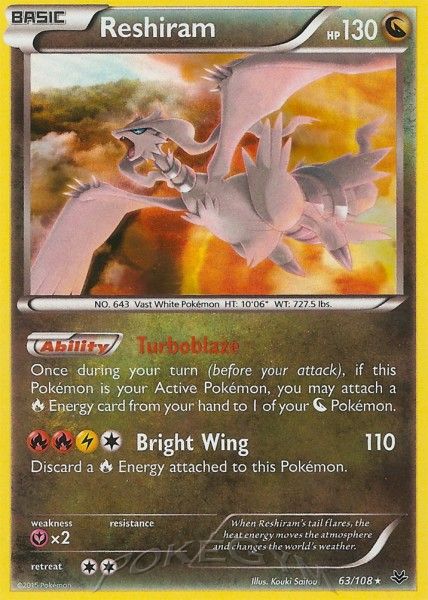 BASIC
Reshiram
HP 130
NO. 643 Vast White Pokémon HT: 10'06" WT: 727.5 lbs.
Ability Turboblaze
Once during your turn (before your attack), if this
Pokémon is your Active Pokémon, you may attach a
Energy card from your hand to 1 of your Pokémon.
Bright Wing 110
Discard a Energy attached to this Pokémon.
weakness resistance
×2
When Reshiram's tail flares, the
heat energy moves the atmosphere
and changes the world's weather.
retreat
©2015 Pokémon
Illus. Kouki Saitou
63/108